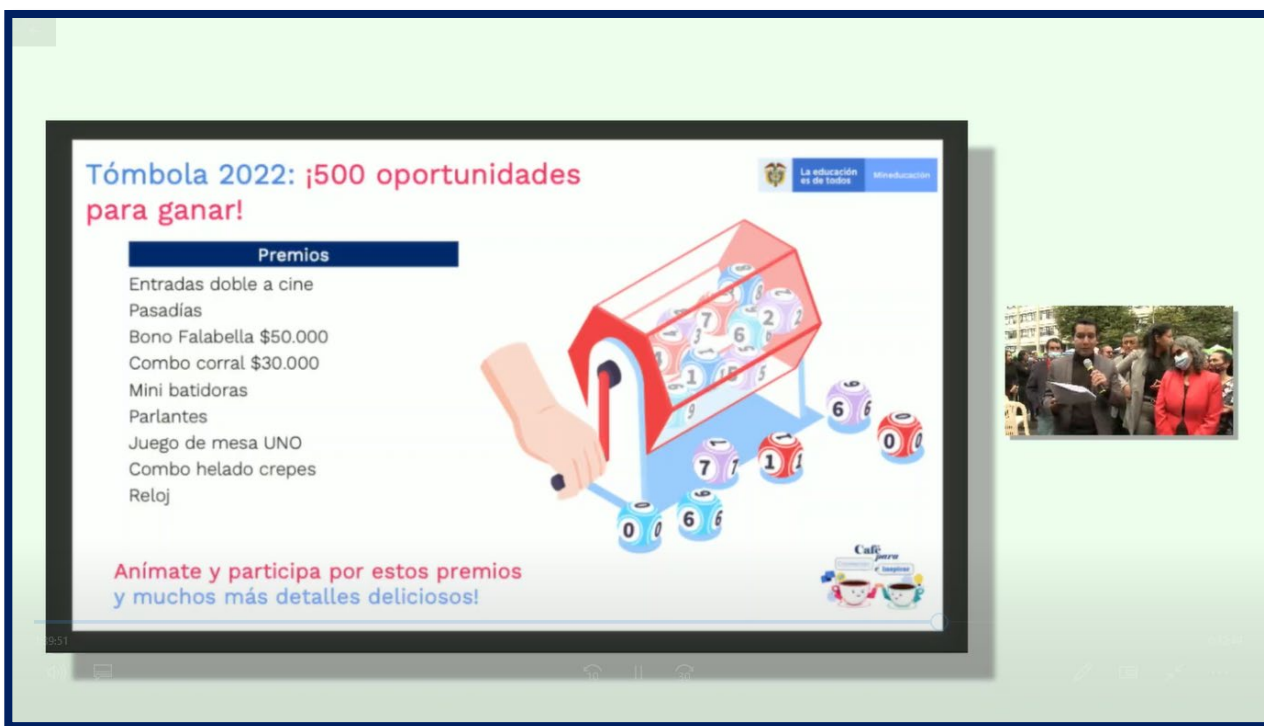 Tómbola 2022: ¡500 oportunidades
para ganar!
La educación
es de todos
Mineducación
Premios
Entradas doble a cine
Pasadías
Bono Falabella $50.000
Combo corral $30.000
Mini batidoras
Parlantes
Juego de mesa UNO
Combo helado crepes
Reloj
Anímate y participa por estos premios
y muchos más detalles deliciosos!
Café
para
e Inspirar